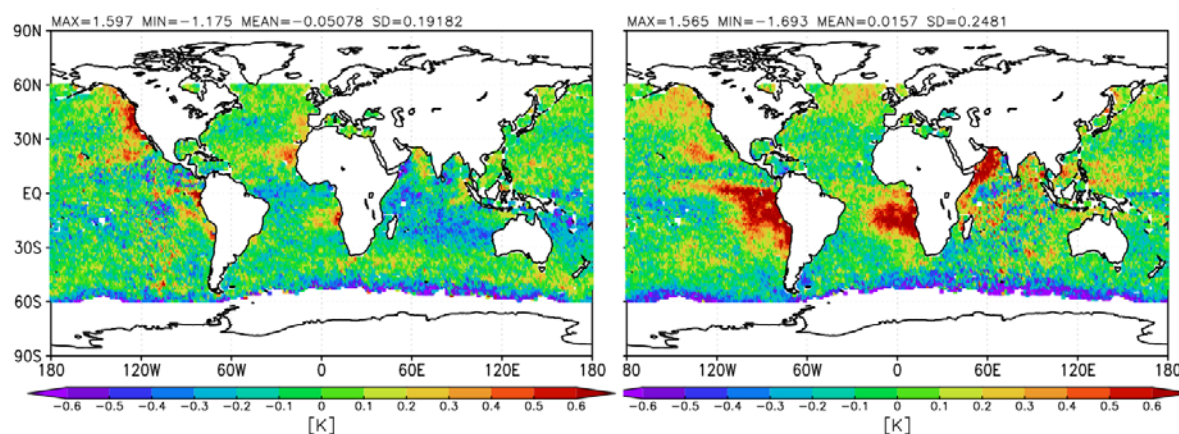 MAX=1.597 MIN=−1.175 MEAN=−0.05078 SD=0.19182
90N
60N
30N
EQ
30S
60S
90S
180 120W 60W 0 60E 120E 180
−0.6 −0.5 −0.4 −0.3 −0.2 −0.1 0 0.1 0.2 0.3 0.4 0.5 0.6
[K]
MAX=1.565 MIN=−1.693 MEAN=0.0157 SD=0.2481
80 120W 60W 0 60E 120E 180
−0.6 −0.5 −0.4 −0.3 −0.2 −0.1 0 0.1 0.2 0.3 0.4 0.5 0.6
[K]